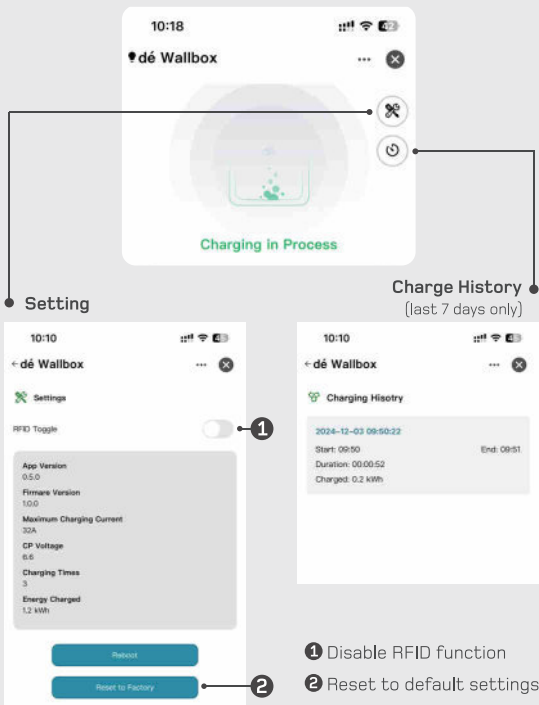 10:18
42
dé Wallbox
Charging in Process
Setting
Charge History
(last 7 days only)
10:10
dé Wallbox
Settings
RFID Toggle
1
App Version
0.5.0
Firmare Version
1.0.0
Maximum Charging Current
32A
CP Voltage
6.6
Charging Times
3
Energy Charged
1.2 kWh
Reboot
Reset to Factory
2
10:10
dé Wallbox
Charging Hisotry
2024-12-03 09:50:22
Start: 09:50 End: 09:51
Duration: 00:00:52
Charged: 0.2 kWh
1 Disable RFID function
2 Reset to default settings